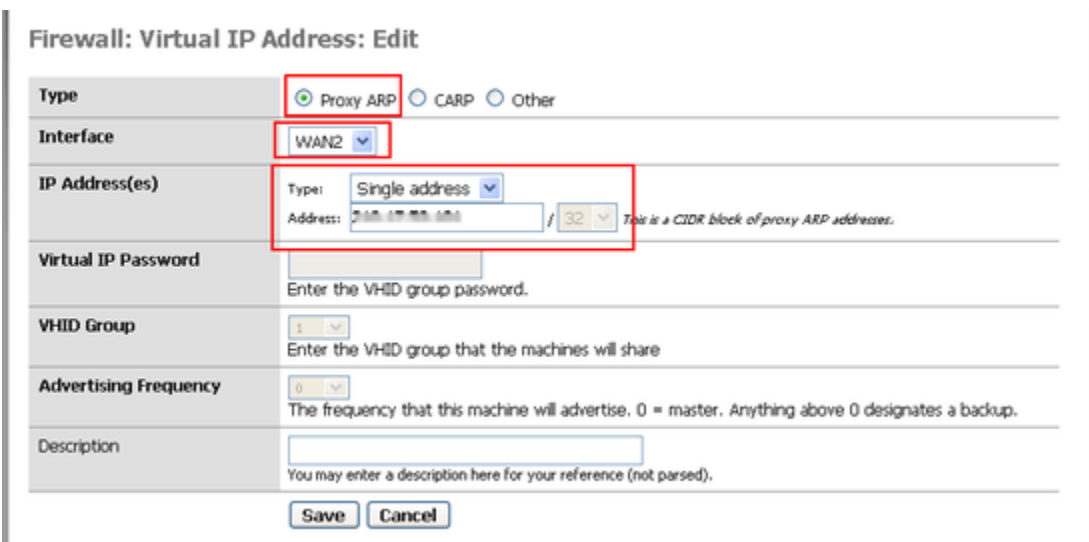 Firewall: Virtual IP Address: Edit
Type Proxy ARP CARP Other
Interface WAN2
IP Address(es) Type: Single address
Address: / 32 This is a CIDR block of proxy ARP addresses.
Virtual IP Password
Enter the VHID group password.
VHID Group 1
Enter the VHID group that the machines will share
Advertising Frequency 0
The frequency that this machine will advertise. 0 = master. Anything above 0 designates a backup.
Description
You may enter a description here for your reference (not parsed).
Save Cancel